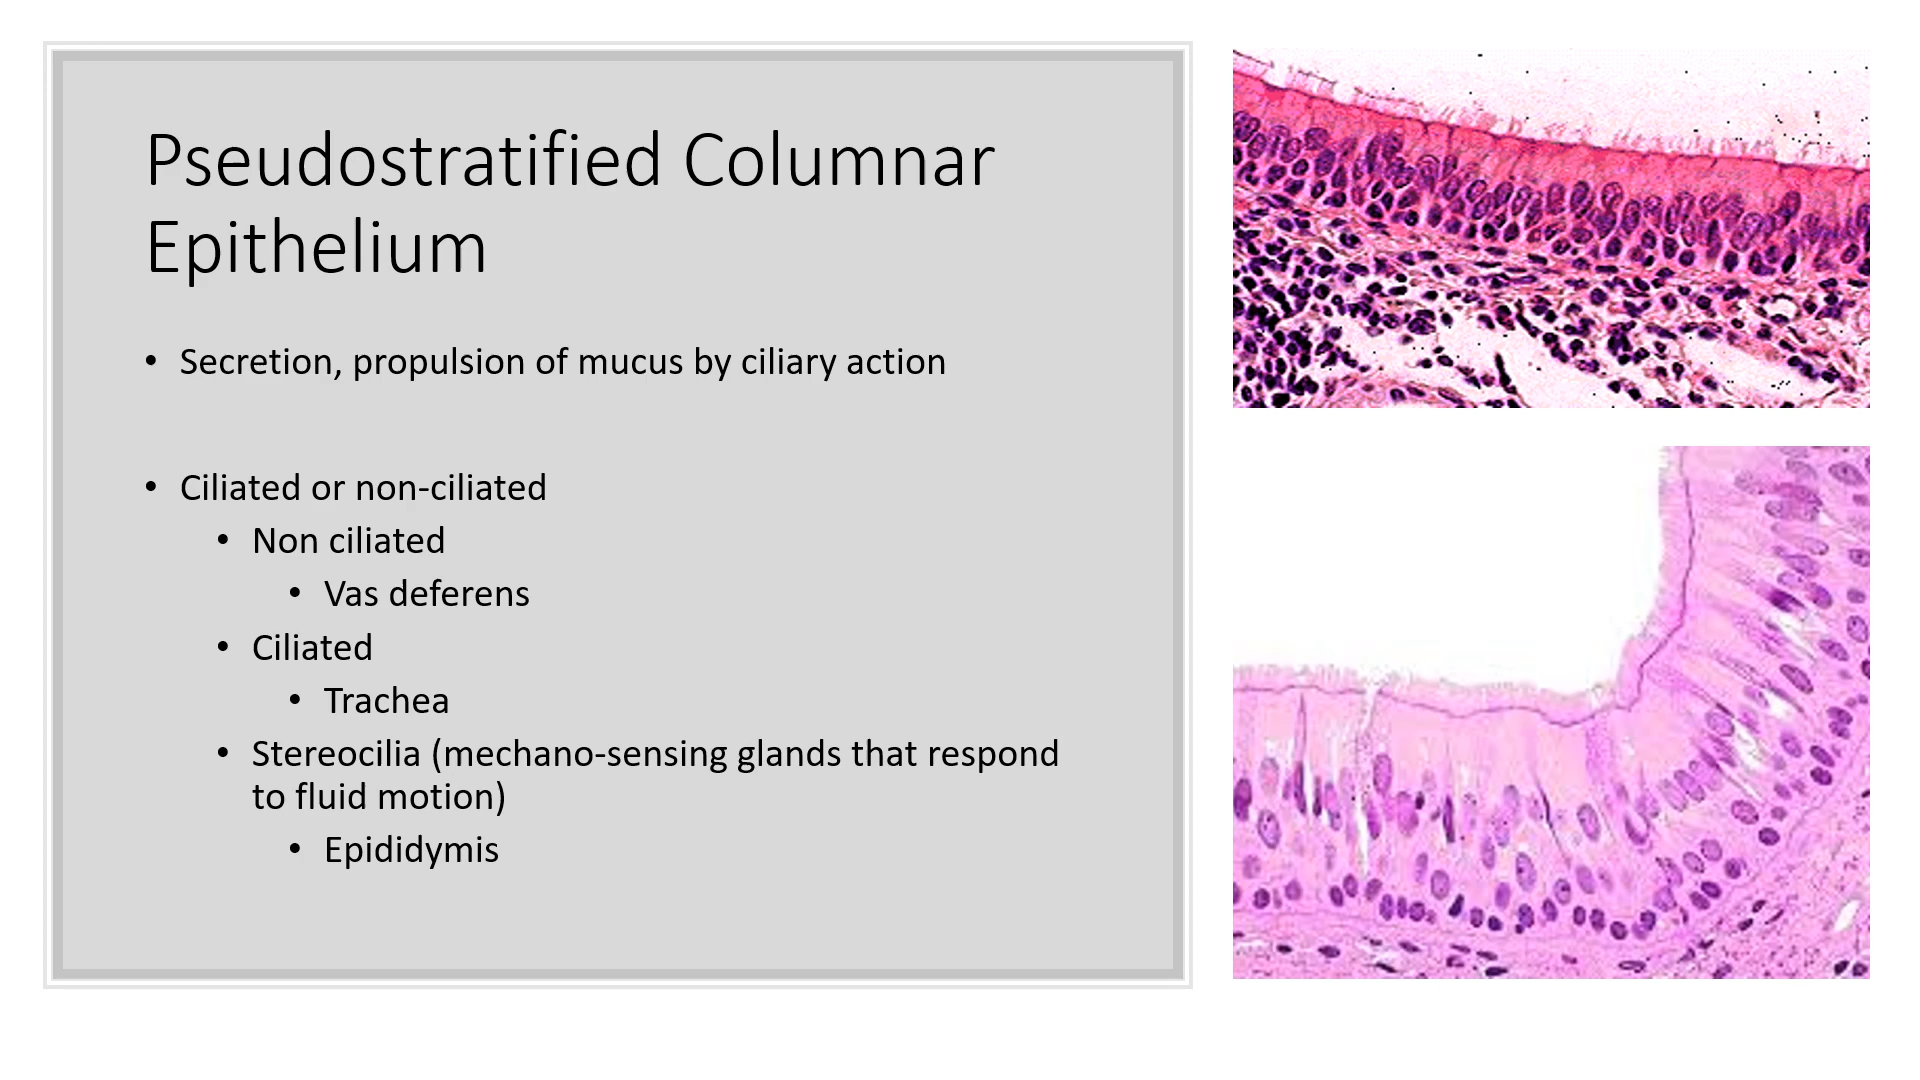 Pseudostratified Columnar
Epithelium
• Secretion, propulsion of mucus by ciliary action
• Ciliated or non-ciliated
• Non ciliated
• Vas deferens
• Ciliated
• Trachea
• Stereocilia (mechano-sensing glands that respond
to fluid motion)
• Epididymis